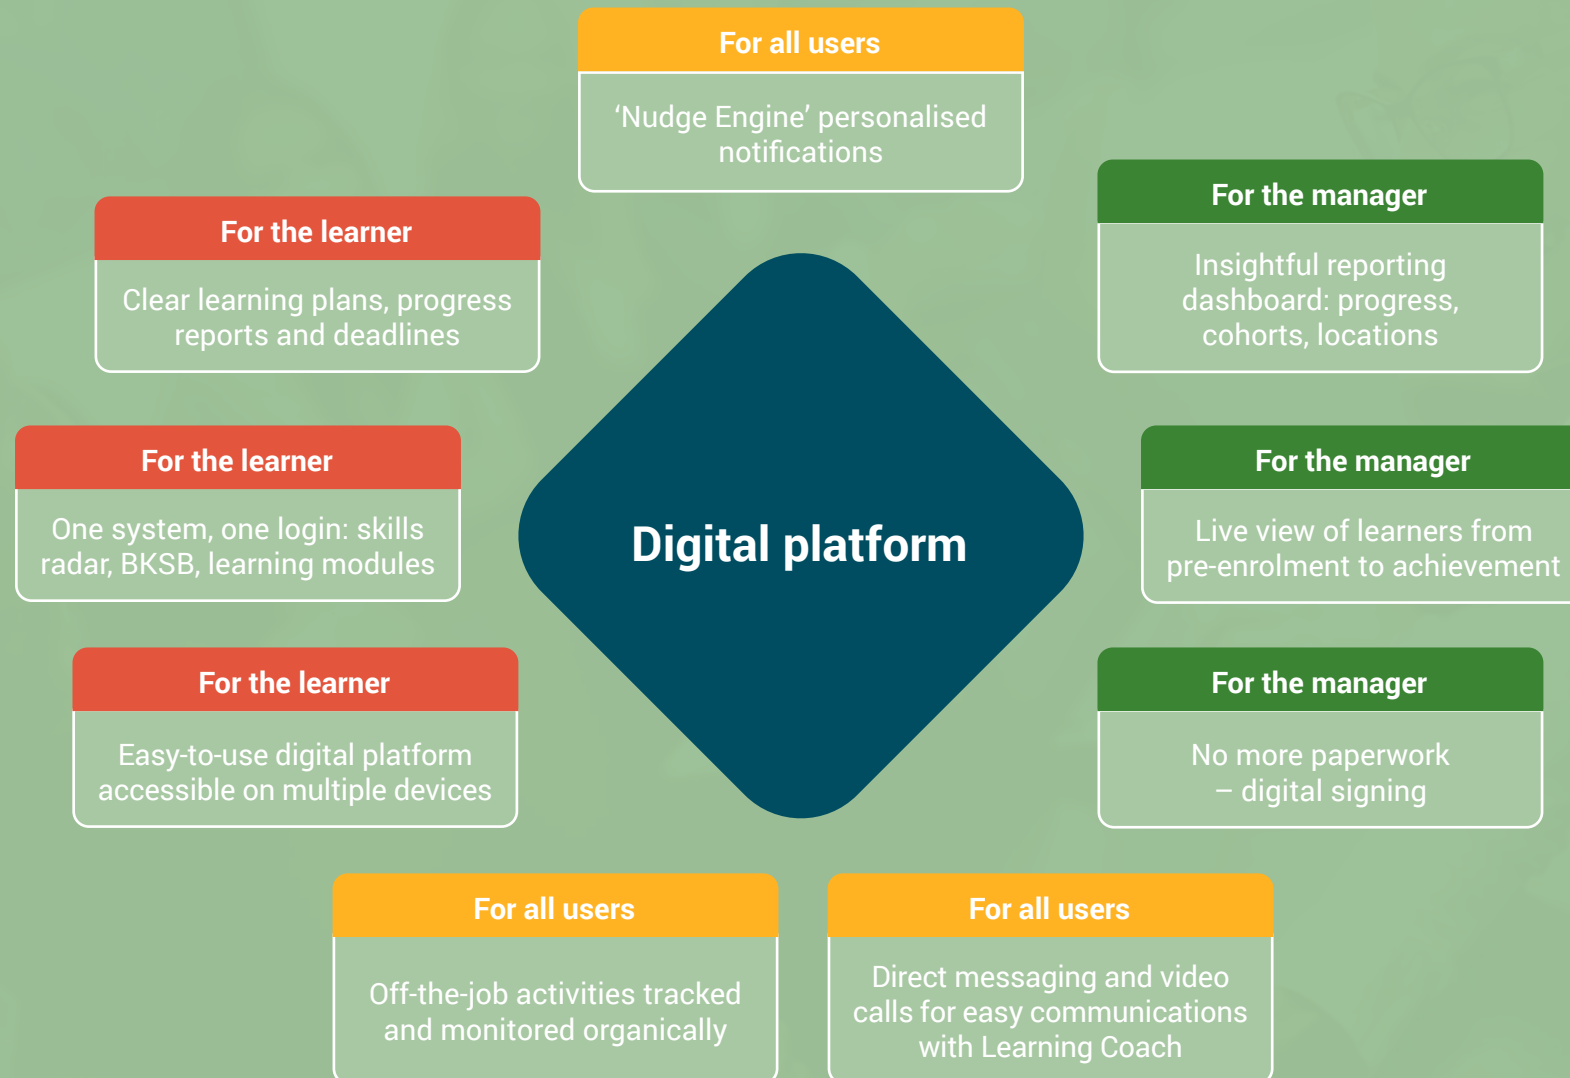 For all users
‘Nudge Engine’ personalised
notifications
For the learner
Clear learning plans, progress
reports and deadlines
For the manager
Insightful reporting
dashboard: progress,
cohorts, locations
For the learner
One system, one login: skills
radar, BKSB, learning modules
Digital platform
For the manager
Live view of learners from
pre-enrolment to achievement
For the learner
Easy-to-use digital platform
accessible on multiple devices
For the manager
No more paperwork
– digital signing
For all users
Off-the-job activities tracked
and monitored organically
For all users
Direct messaging and video
calls for easy communications
with Learning Coach